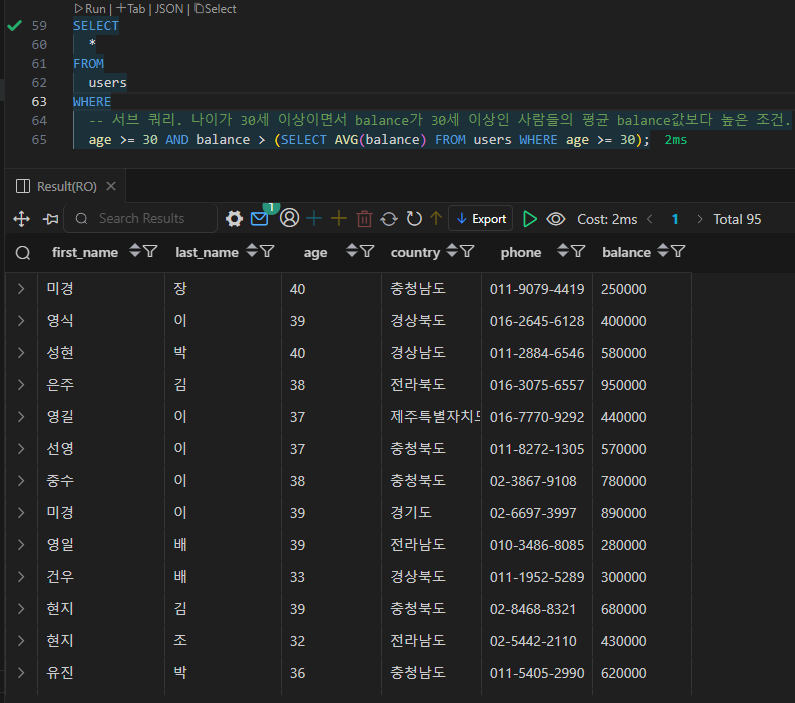 Run | Tab | JSON | Select
59 SELECT
60 *
61 FROM
62 users
63 WHERE
64 -- 서브 쿼리. 나이가 30세 이상이면서 balance가 30세 이상인 사람들의 평균 balance값보다 높은 조건.
65 age >= 30 AND balance > (SELECT AVG(balance) FROM users WHERE age >= 30); 2ms
Result(RO)
Search Results 1 Export Cost: 2ms 1 Total 95
first_name last_name age country phone balance
미경 장 40 충청남도 011-9079-4419 250000
영식 이 39 경상북도 016-2645-6128 400000
성현 박 40 경상남도 011-2884-6546 580000
은주 김 38 전라북도 016-3075-6557 950000
영길 이 37 제주특별자치도 016-7770-9292 440000
선영 이 37 충청북도 011-8272-1305 570000
중수 이 38 충청북도 02-3867-9108 780000
미경 이 39 경기도 02-6697-3997 890000
영일 배 39 전라남도 010-3486-8085 280000
건우 배 33 경상북도 011-1952-5289 300000
현지 김 39 충청북도 02-8468-8321 680000
현지 조 32 전라남도 02-5442-2110 430000
유진 박 36 충청남도 011-5405-2990 620000